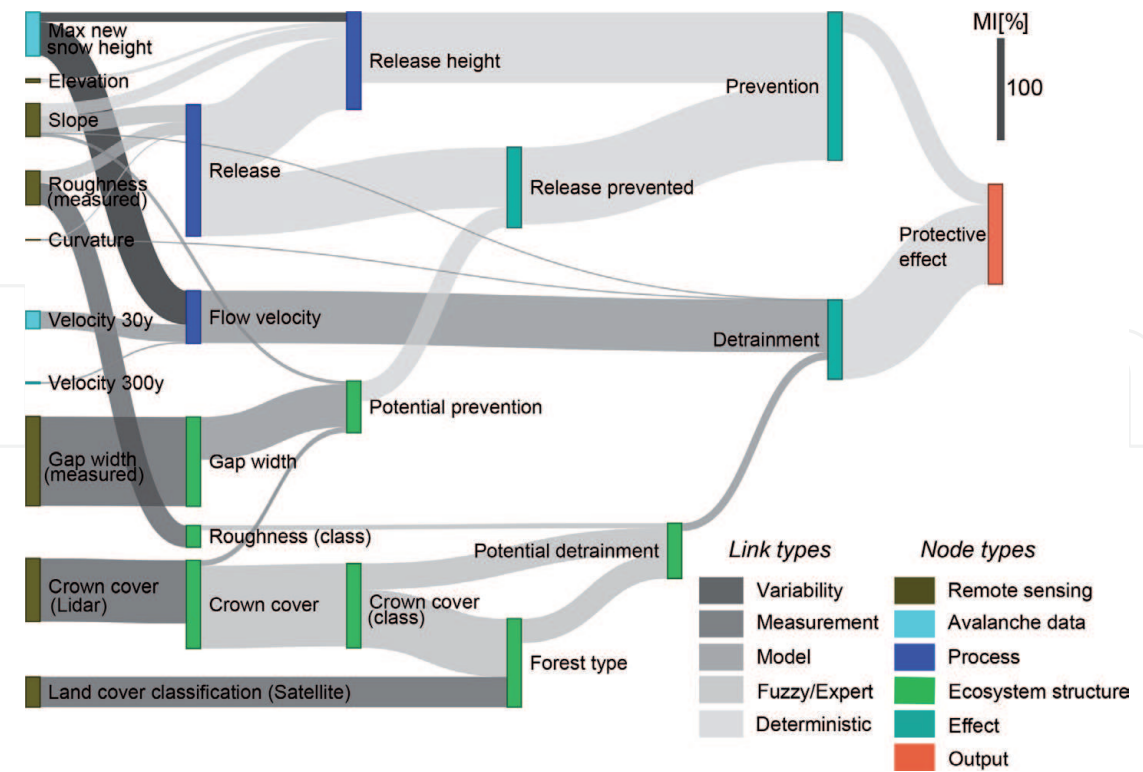 Max new
snow height
Elevation
Slope
Roughness
(measured)
Curvature
Velocity 30y
Velocity 300y
Gap width
(measured)
Crown cover
(Lidar)
Land cover classification (Satellite)
Release
Flow velocity
Gap width
Roughness (class)
Crown cover
Release height
Potential prevention
Crown cover
(class)
Release prevented
Forest type
Potential detrainment
Prevention
Detrainment
Protective
effect
MI[%]
100
Link types
Variability
Measurement
Model
Fuzzy/Expert
Deterministic
Node types
Remote sensing
Avalanche data
Process
Ecosystem structure
Effect
Output